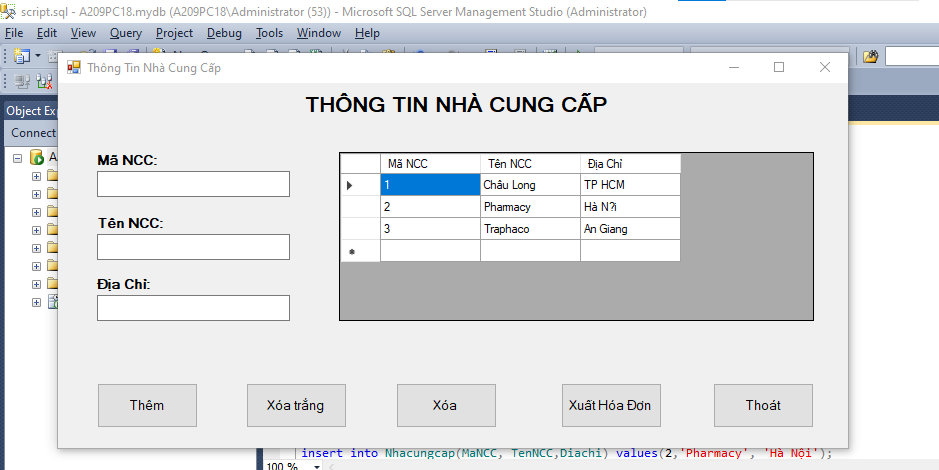 script.sql - A209PC18.mydb (A209PC18\Administrator (53)) - Microsoft SQL Server Management Studio (Administrator)
File Edit View Query Project Debug Tools Window Help
Thông Tin Nhà Cung Cấp
THÔNG TIN NHÀ CUNG CẤP
Object Ex
Connect
Mã NCC:
Tên NCC:
Địa Chỉ:
Mã NCC Tên NCC Địa Chỉ
1 Châu Long TP HCM
2 Pharmacy Hà N?i
3 Traphaco An Giang
Thêm Xóa trắng Xóa Xuất Hóa Đơn Thoát
insert into Nhacungcap(MaNCC, TenNCC,Diachi) values(2,'Pharmacy', 'Hà Nội');
100 %